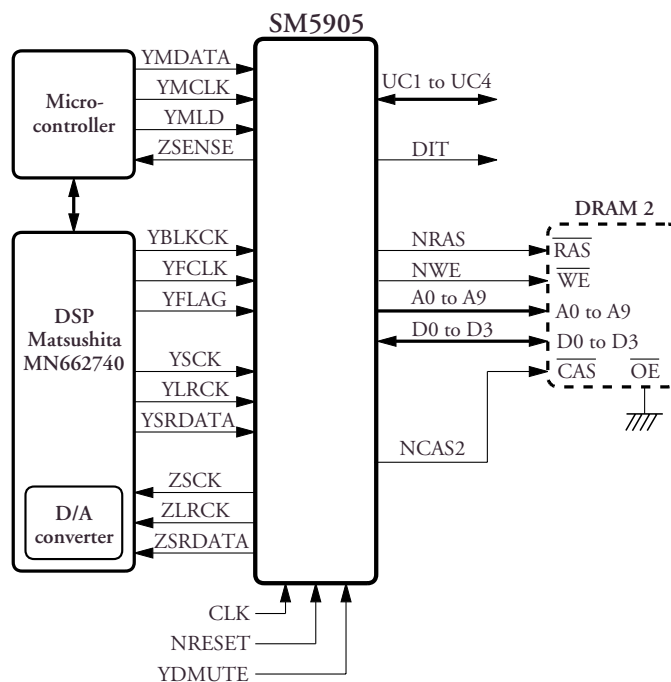 SM5905
Micro-
controller
YMDATA
YMCLK
YMLD
ZSENSE
UC1 to UC4
DIT
DSP
Matsushita
MN662740
YBLKCK
YFCLK
YFLAG
YSCK
YLRCK
YSRDATA
ZSCK
ZLRCK
ZSRDATA
D/A
converter
NRAS
NWE
A0 to A9
D0 to D3
NCAS2
DRAM 2
RAS
WE
A0 to A9
D0 to D3
CAS OE
CLK
NRESET
YDMUTE